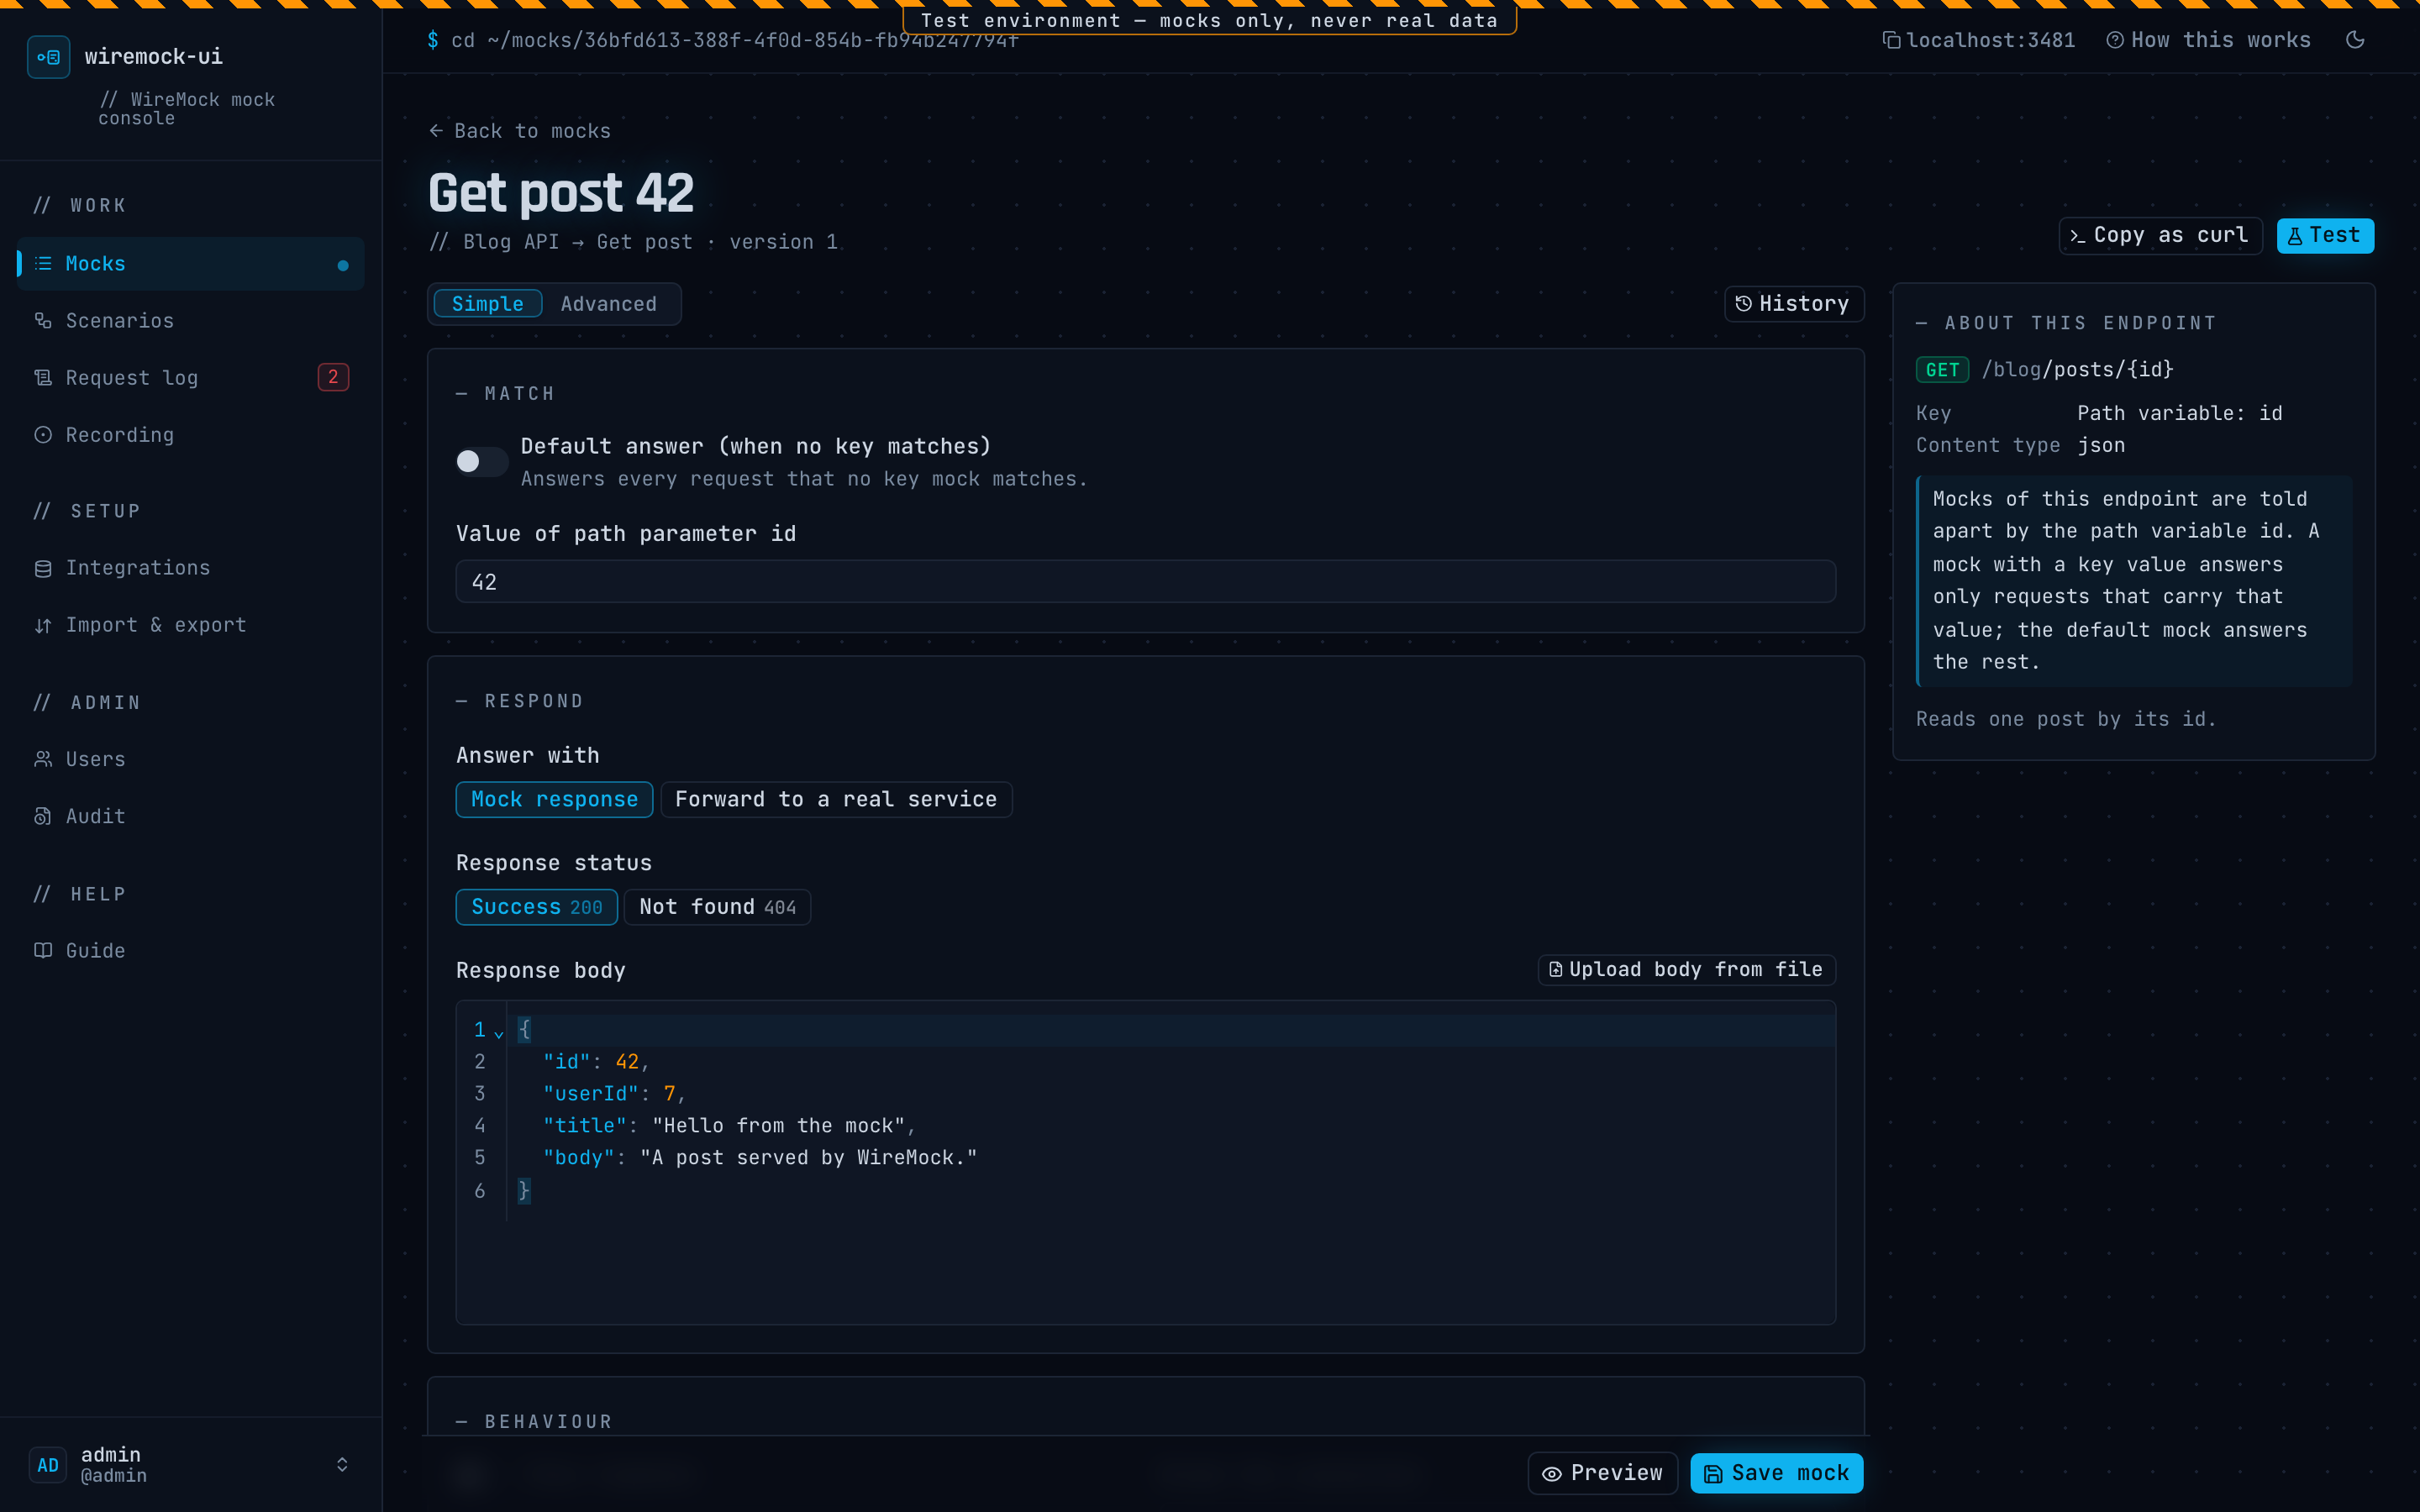 Test environment — mocks only, never real data
wiremock-ui
// WireMock mock
console
$ cd ~/mocks/36bfd613-388f-4f0d-854b-fb94b247794f
localhost:3481
How this works
// WORK
Mocks
Scenarios
Request log 2
Recording
// SETUP
Integrations
Import & export
// ADMIN
Users
Audit
// HELP
Guide
AD
admin
@admin
← Back to mocks
Get post 42
// Blog API → Get post · version 1
Copy as curl
Test
Simple
Advanced
History
— MATCH
Default answer (when no key matches)
Answers every request that no key mock matches.
Value of path parameter id
42
— RESPOND
Answer with
Mock response
Forward to a real service
Response status
Success 200
Not found 404
Response body
Upload body from file
1 {
2 "id": 42,
3 "userId": 7,
4 "title": "Hello from the mock",
5 "body": "A post served by WireMock."
6 }
— BEHAVIOUR
Preview
Save mock
— ABOUT THIS ENDPOINT
GET /blog/posts/{id}
Key Path variable: id
Content type json
Mocks of this endpoint are told
apart by the path variable id. A
mock with a key value answers
only requests that carry that
value; the default mock answers
the rest.
Reads one post by its id.